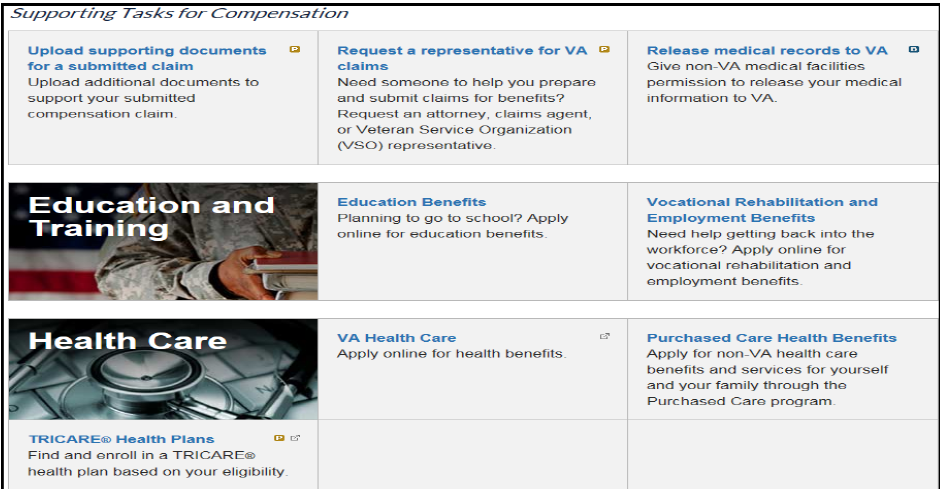 Supporting Tasks for Compensation
Upload supporting documents P
for a submitted claim
Upload additional documents to
support your submitted
compensation claim.
Request a representative for VA P
claims
Need someone to help you prepare
and submit claims for benefits?
Request an attorney, claims agent,
or Veteran Service Organization
(VSO) representative.
Release medical records to VA D
Give non-VA medical facilities
permission to release your medical
information to VA.
Education and
Training
Education Benefits
Planning to go to school? Apply
online for education benefits.
Vocational Rehabilitation and
Employment Benefits
Need help getting back into the
workforce? Apply online for
vocational rehabilitation and
employment benefits.
Health Care
VA Health Care
Apply online for health benefits.
Purchased Care Health Benefits
Apply for non-VA health care
benefits and services for yourself
and your family through the
Purchased Care program.
TRICARE® Health Plans P
Find and enroll in a TRICARE®
health plan based on your eligibility.